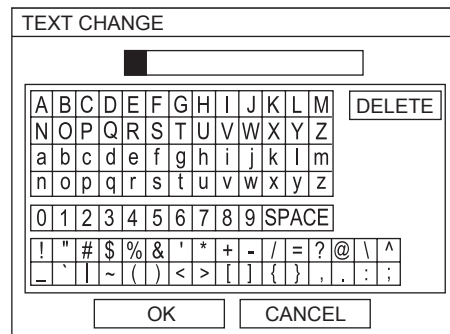 TEXT CHANGE
A B C D E F G H I J K L M DELETE
N O P Q R S T U V W X Y Z
a b c d e f g h i j k l m
n o p q r s t u v w x y z
0 1 2 3 4 5 6 7 8 9 SPACE
! " # $ % & ' * + - / = ? @ \ ^
_ ` | ~ ( ) < > [ ] { } , . : ;
OK CANCEL